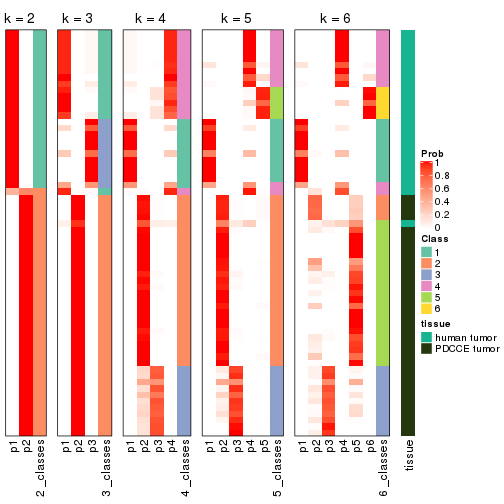 k = 2 k = 3 k = 4 k = 5 k = 6
Prob
1
0.8
0.6
0.4
0.2
0
Class
1
2
3
4
5
6
tissue
human tumor
PDCCE tumor
p1 p2 2_classes p1 p2 p3 3_classes p1 p2 p3 p4 4_classes p1 p2 p3 p4 p5 5_classes p1 p2 p3 p4 p5 p6 6_classes tissue